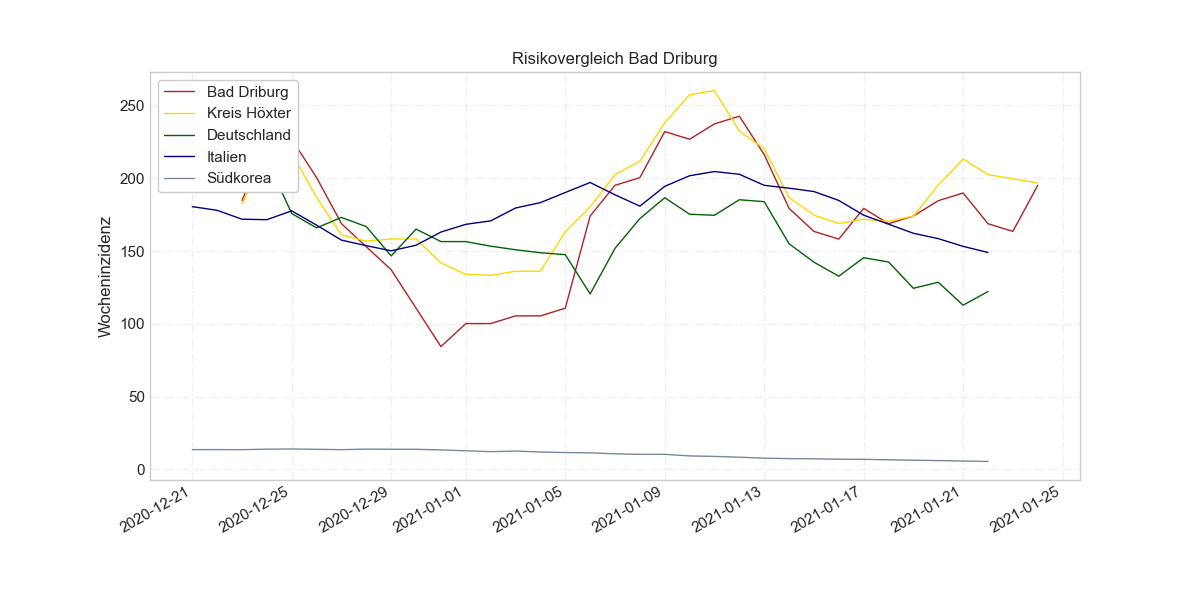 Risikovergleich Bad Driburg
Bad Driburg
Kreis Höxter
Deutschland
Italien
Südkorea
Wocheninzidenz
250
200
150
100
50
0
2020-12-21
2020-12-25
2020-12-29
2021-01-01
2021-01-05
2021-01-09
2021-01-13
2021-01-17
2021-01-21
2021-01-25